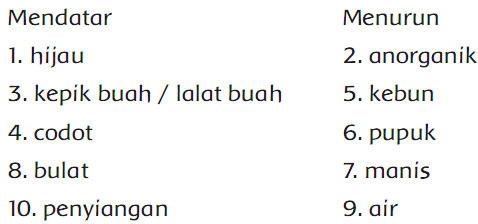 Mendatar Menurun
1. hijau 2. anorganik
3. kepik buah / lalat buah 5. kebun
4. codot 6. pupuk
8. bulat 7. manis
10. penyiangan 9. air